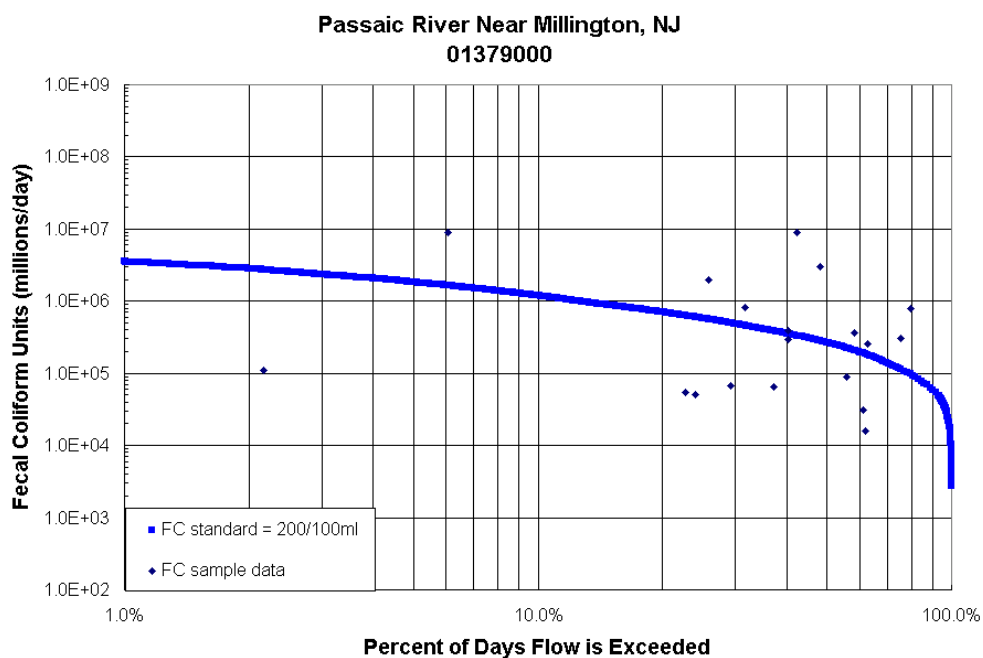 Passaic River Near Millington, NJ
01379000
Fecal Coliform Units (millions/day)
1.0E+09
1.0E+08
1.0E+07
1.0E+06
1.0E+05
1.0E+04
1.0E+03
1.0E+02
FC standard = 200/100ml
FC sample data
1.0%
10.0%
100.0%
Percent of Days Flow is Exceeded